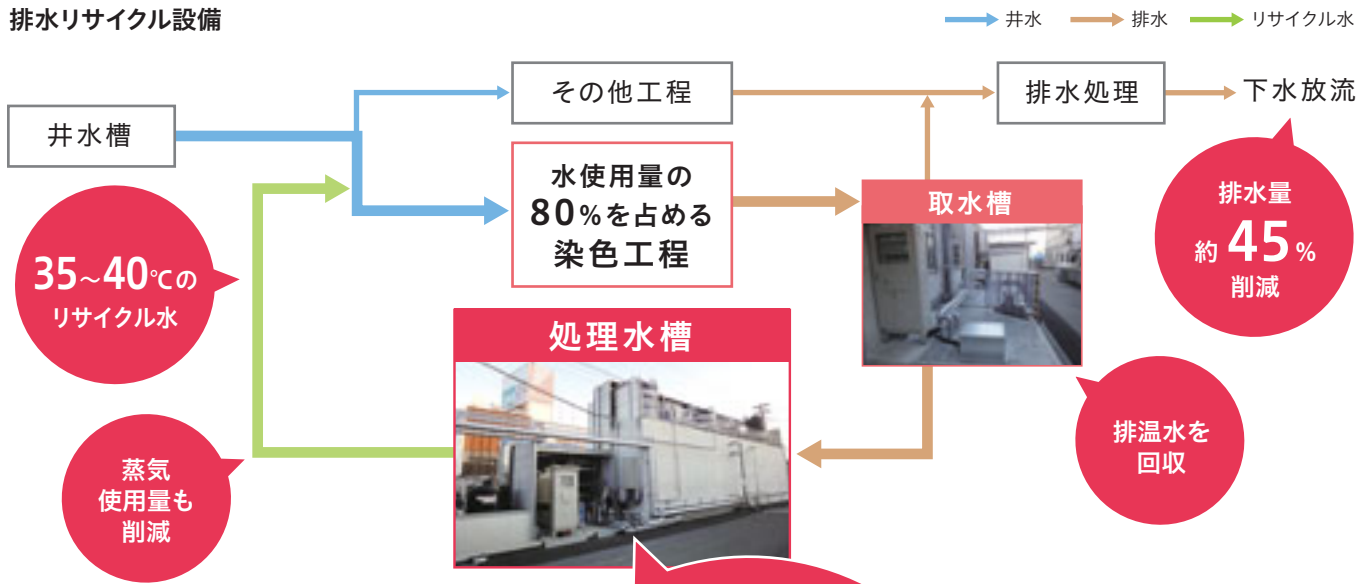 排水リサイクル設備
井水
排水
リサイクル水
井水槽
その他工程
排水処理
下水放流
水使用量の
80%を占める
染色工程
取水槽
排水量
約45%
削減
35~40℃の
リサイクル水
処理水槽
排温水を
回収
蒸気
使用量も
削減